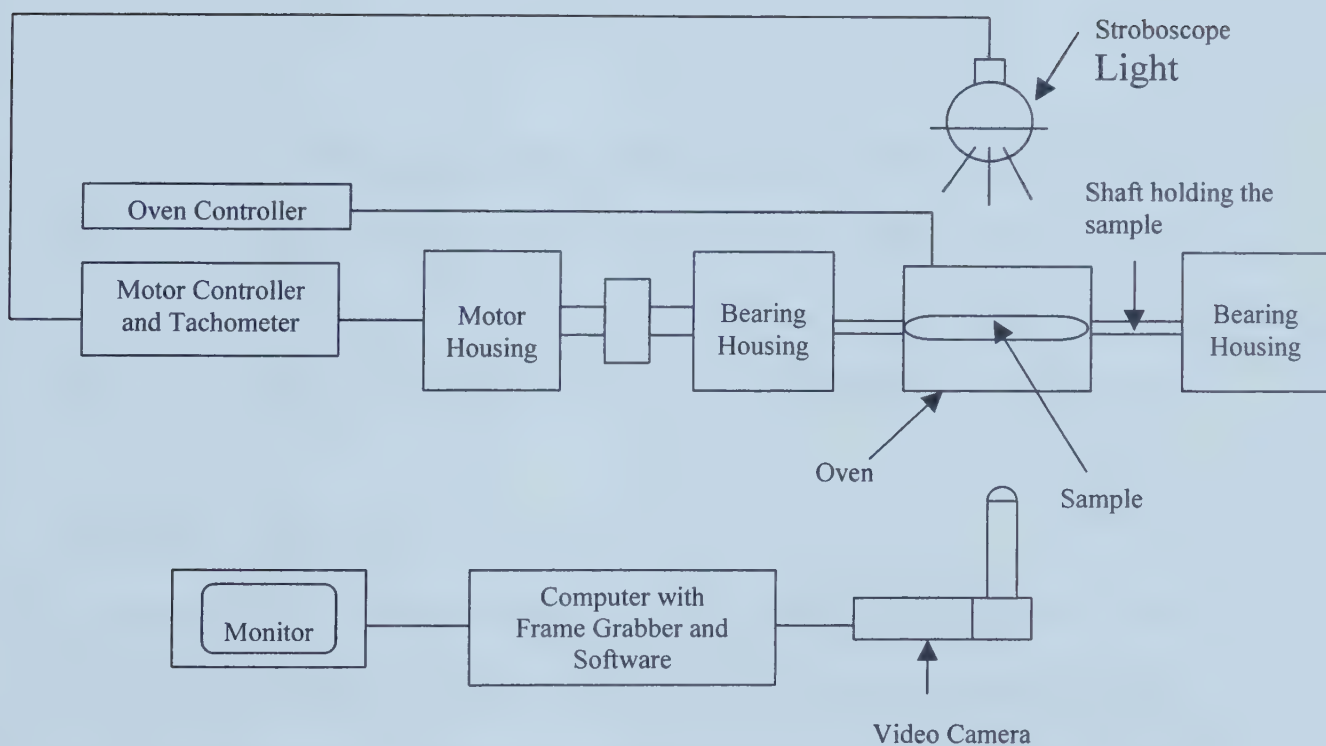 Stroboscope
Light
Oven Controller
Shaft holding the
sample
Motor Controller
and Tachometer
Motor
Housing
Bearing
Housing
Bearing
Housing
Oven
Sample
Monitor
Computer with
Frame Grabber and
Software
Video Camera